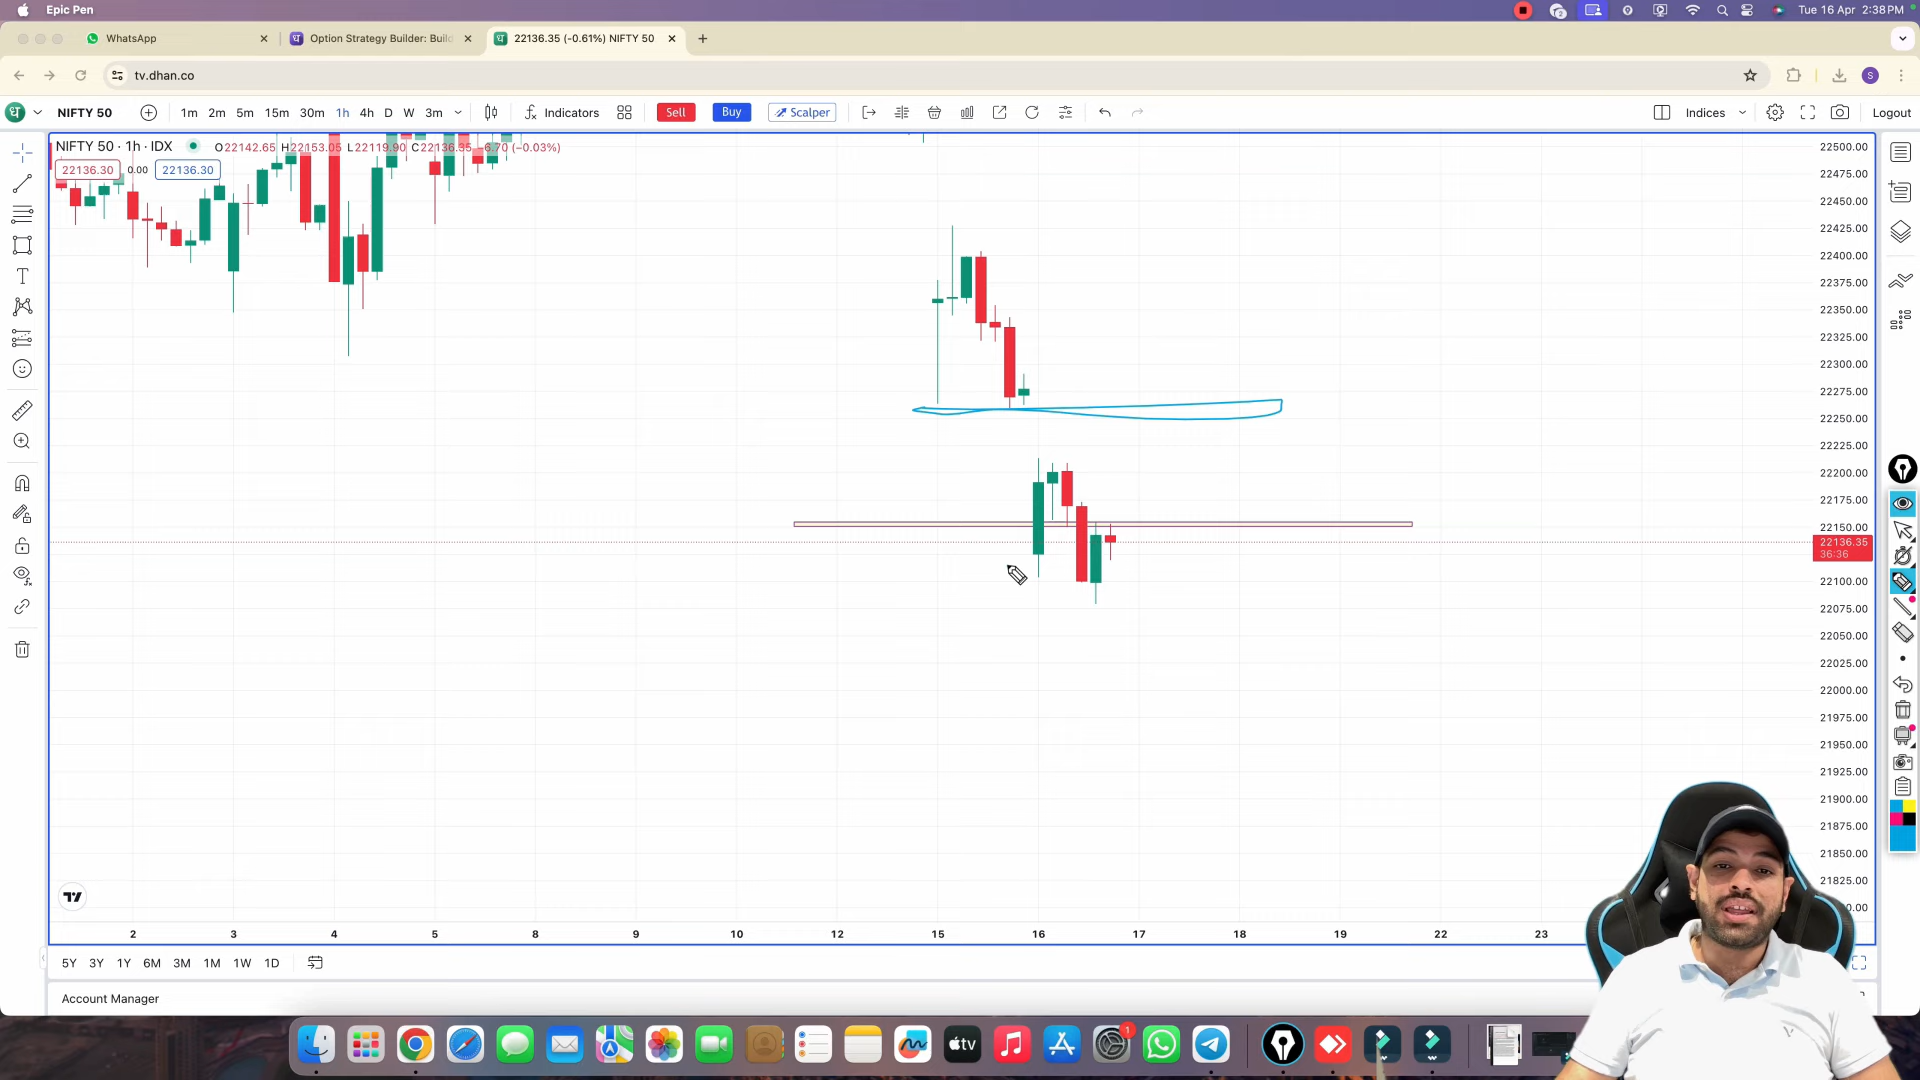 Epic Pen
Tue 16 Apr 2:38 PM
WhatsApp
Option Strategy Builder: Buil
22136.35 (-0.61%) NIFTY 50
tv.dhan.co
S
NIFTY 50
1m 2m 5m 15m 30m 1h 4h D W 3m
Indicators
Sell
Buy
Scalper
Indices
Logout
NIFTY 50 · 1h · IDX
O22142.65 H22153.05 L22119.90 C22136.35 -6.70 (-0.03%)
22136.30 0.00 22136.30
22500.00
22475.00
22450.00
22425.00
22400.00
22375.00
22350.00
22325.00
22300.00
22275.00
22250.00
22225.00
22200.00
22175.00
22150.00
22136.35
36:36
22100.00
22075.00
22050.00
22025.00
22000.00
21975.00
21950.00
21925.00
21900.00
21875.00
21850.00
21825.00
2 3 4 5 8 9 10 12 15 16 17 18 19 22 23
5Y 3Y 1Y 6M 3M 1M 1W 1D
Account Manager
tv
1